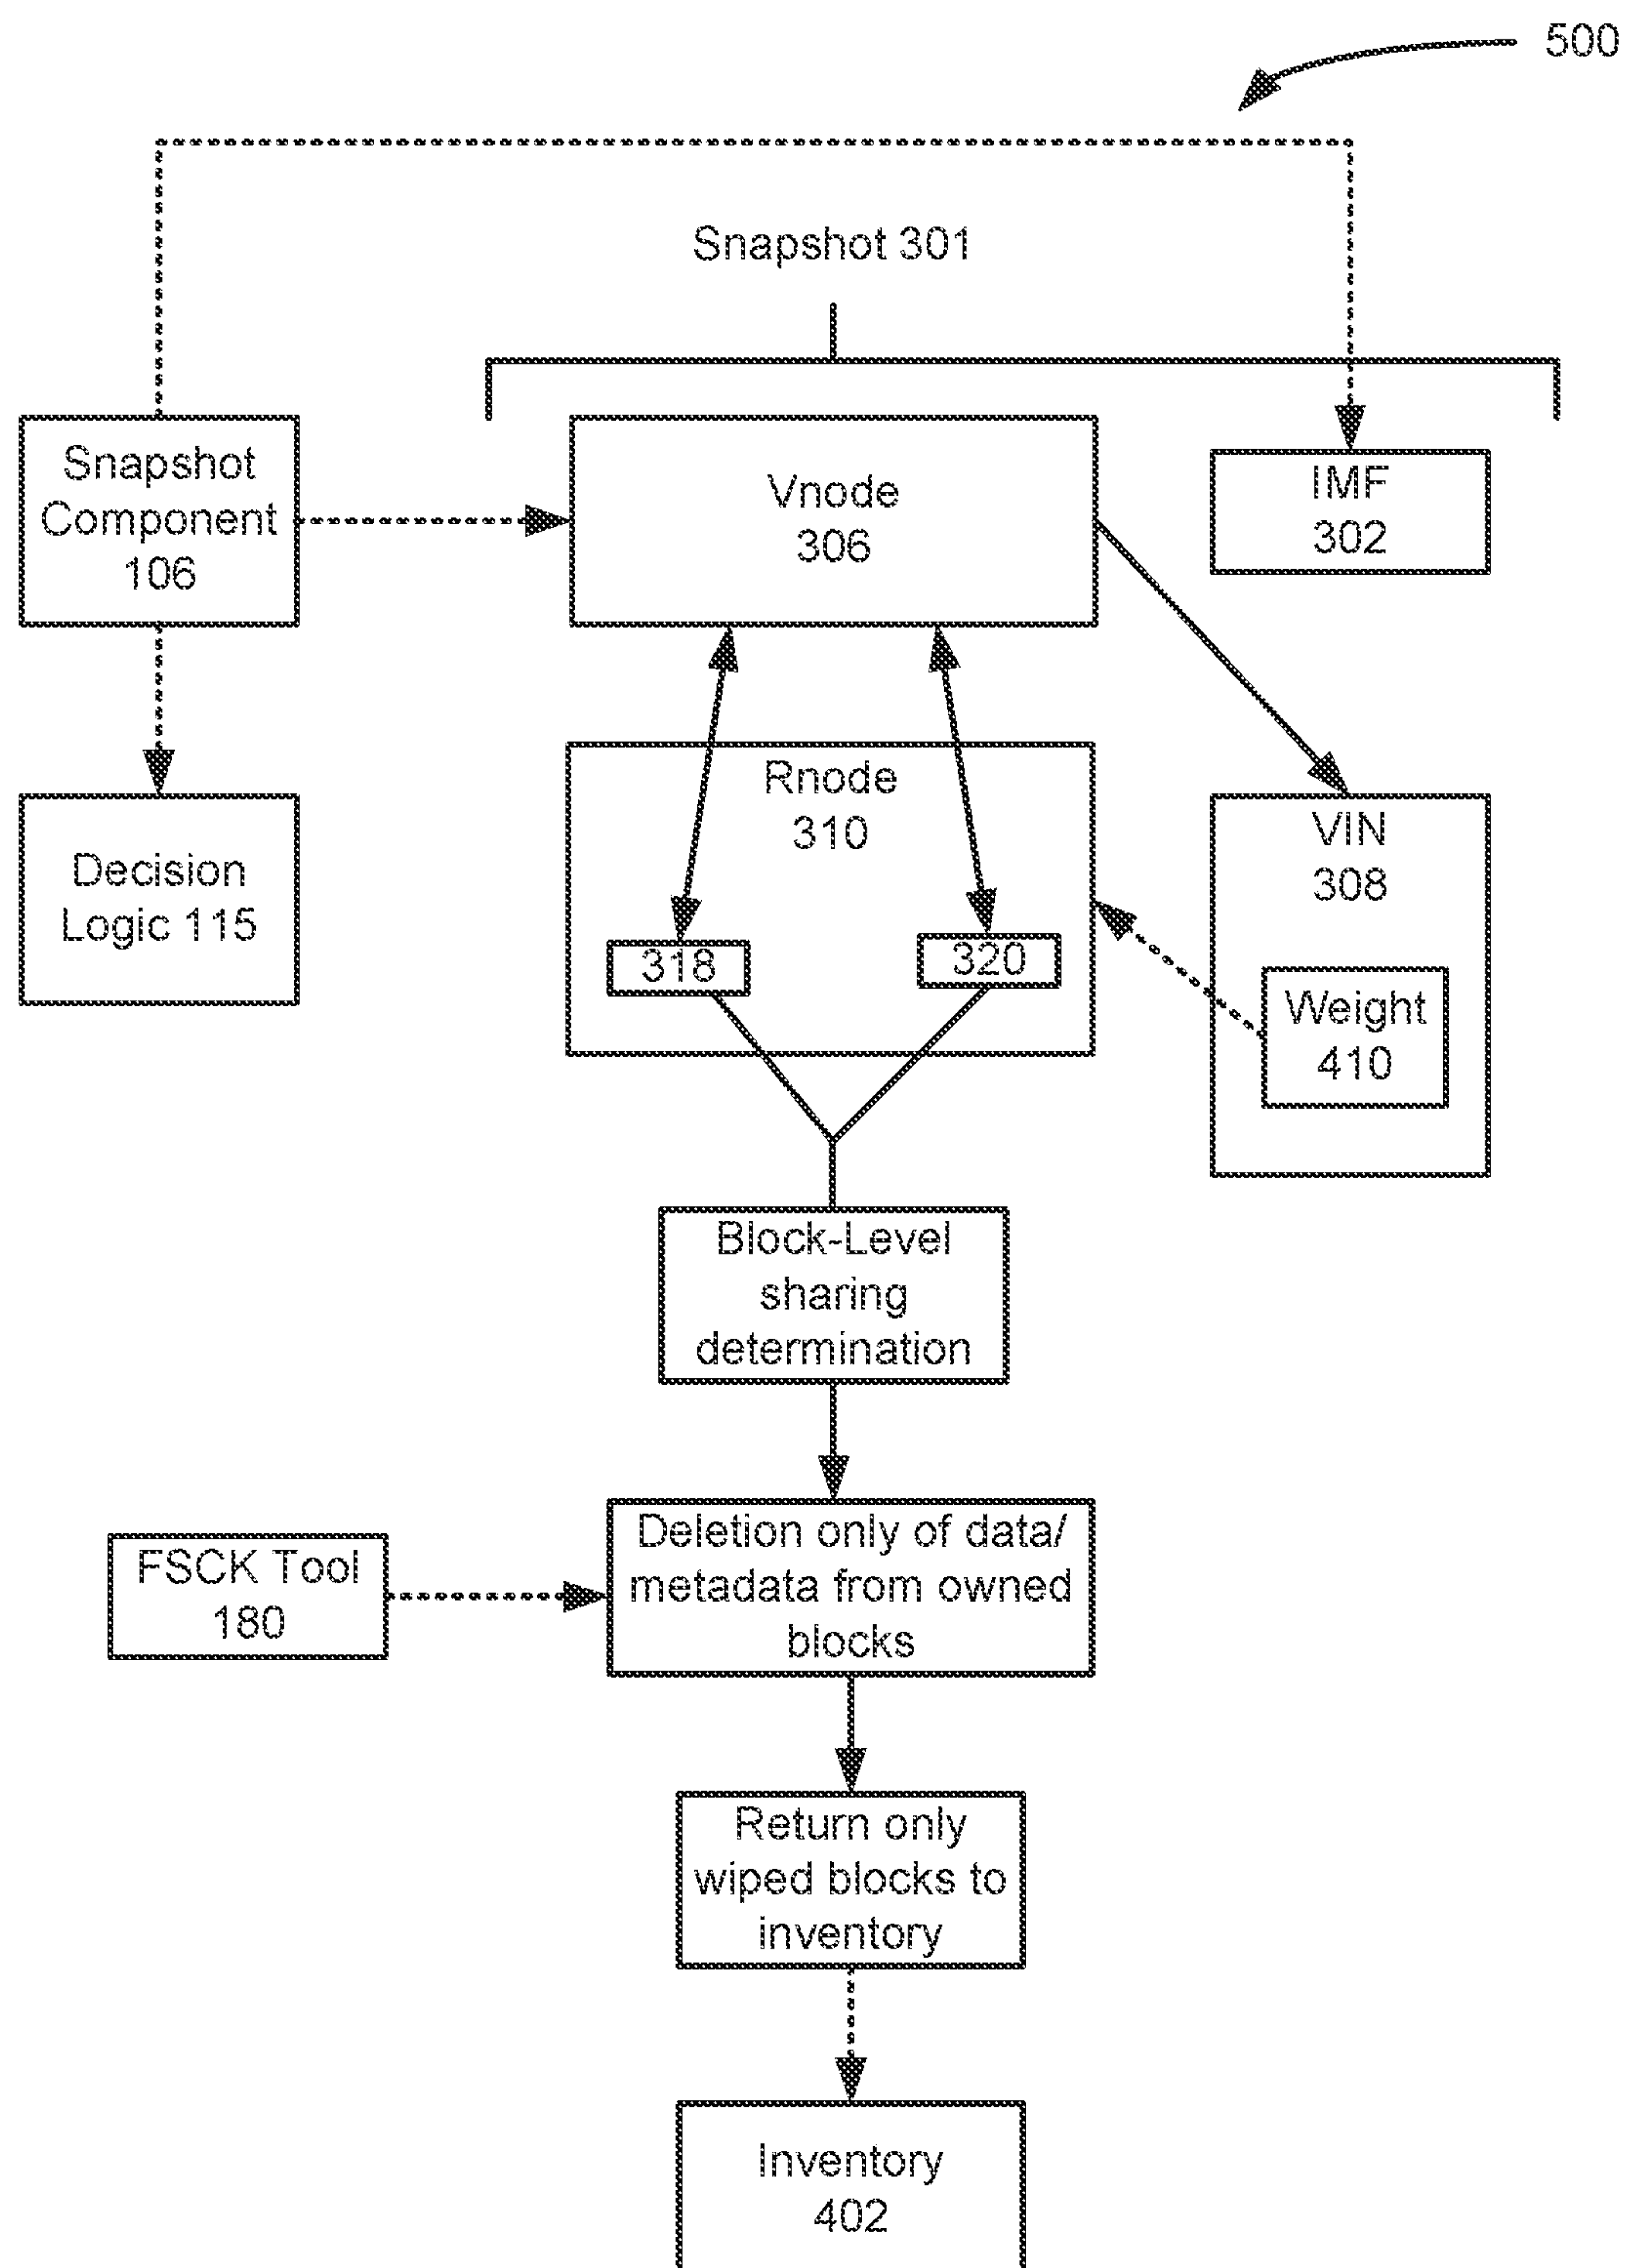 500
Snapshot 301
Snapshot
Component
106
Vnode
306
IMF
302
Decision
Logic 115
Rnode
310
318
320
VIN
308
Weight
410
Block-Level
sharing
determination
FSCK Tool
180
Deletion only of data/
metadata from owned
blocks
Return only
wiped blocks to
inventory
Inventory
402